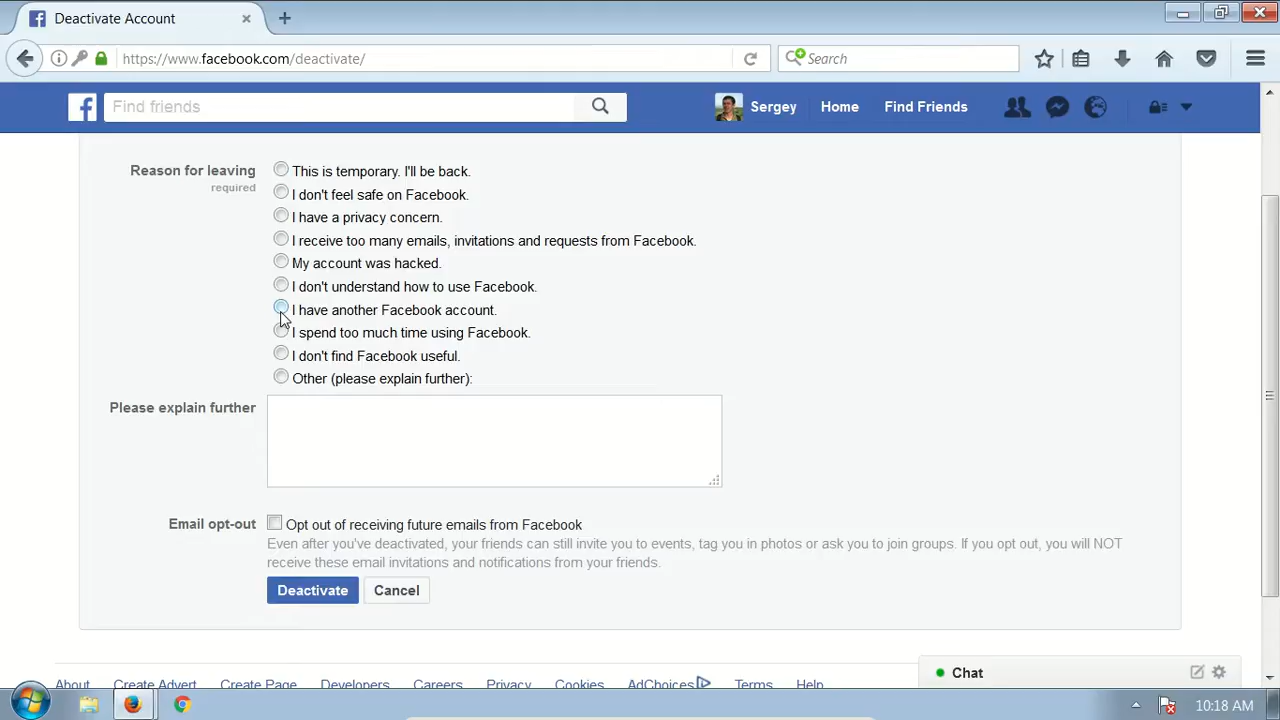 Deactivate Account
https://www.facebook.com/deactivate/
Search
Find friends
Sergey
Home
Find Friends
Reason for leaving
required
This is temporary. I'll be back.
I don't feel safe on Facebook.
I have a privacy concern.
I receive too many emails, invitations and requests from Facebook.
My account was hacked.
I don't understand how to use Facebook.
I have another Facebook account.
I spend too much time using Facebook.
I don't find Facebook useful.
Other (please explain further):
Please explain further
Email opt-out
Opt out of receiving future emails from Facebook
Even after you've deactivated, your friends can still invite you to events, tag you in photos or ask you to join groups. If you opt out, you will NOT
receive these email invitations and notifications from your friends.
Deactivate
Cancel
Chat
About
Create Advert
Create Page
Developers
Careers
Privacy
Cookies
AdChoices
Terms
Help
10:18 AM